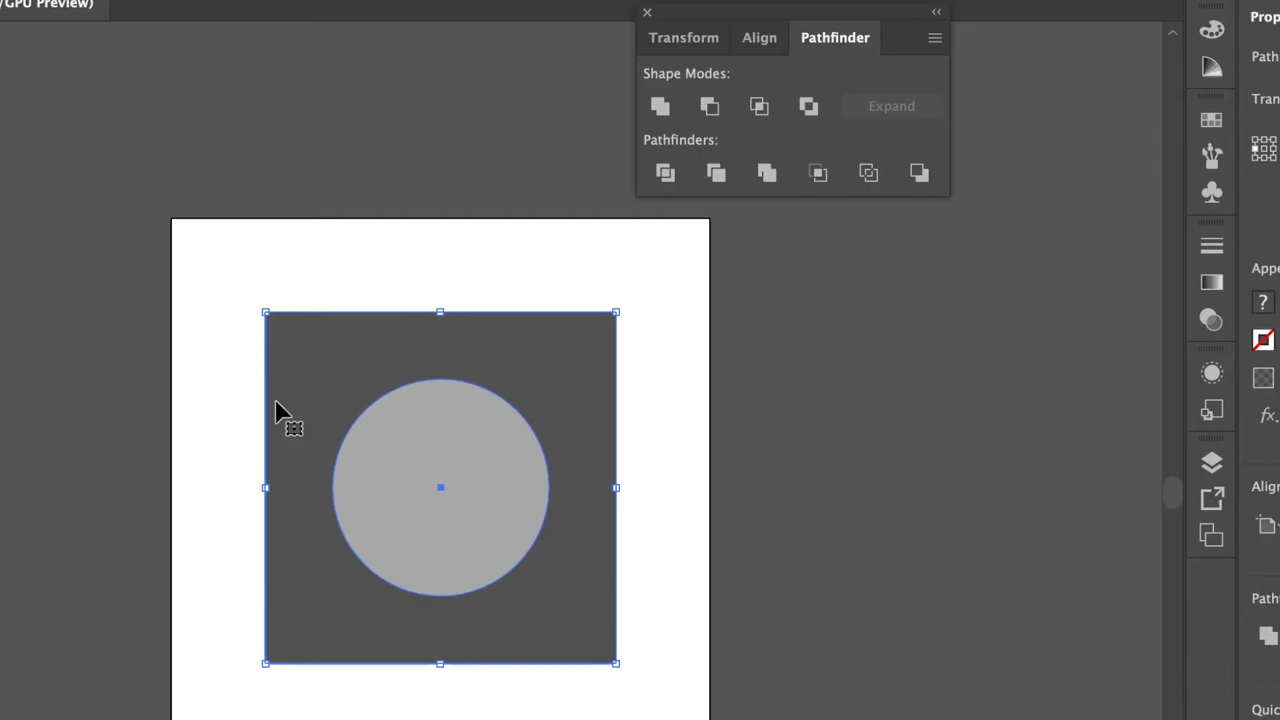 /GPU Preview)
Transform Align Pathfinder
Shape Modes:
Expand
Pathfinders:
Prop
Path
Tran
Appe
?
fx.
Align
Path
Quic